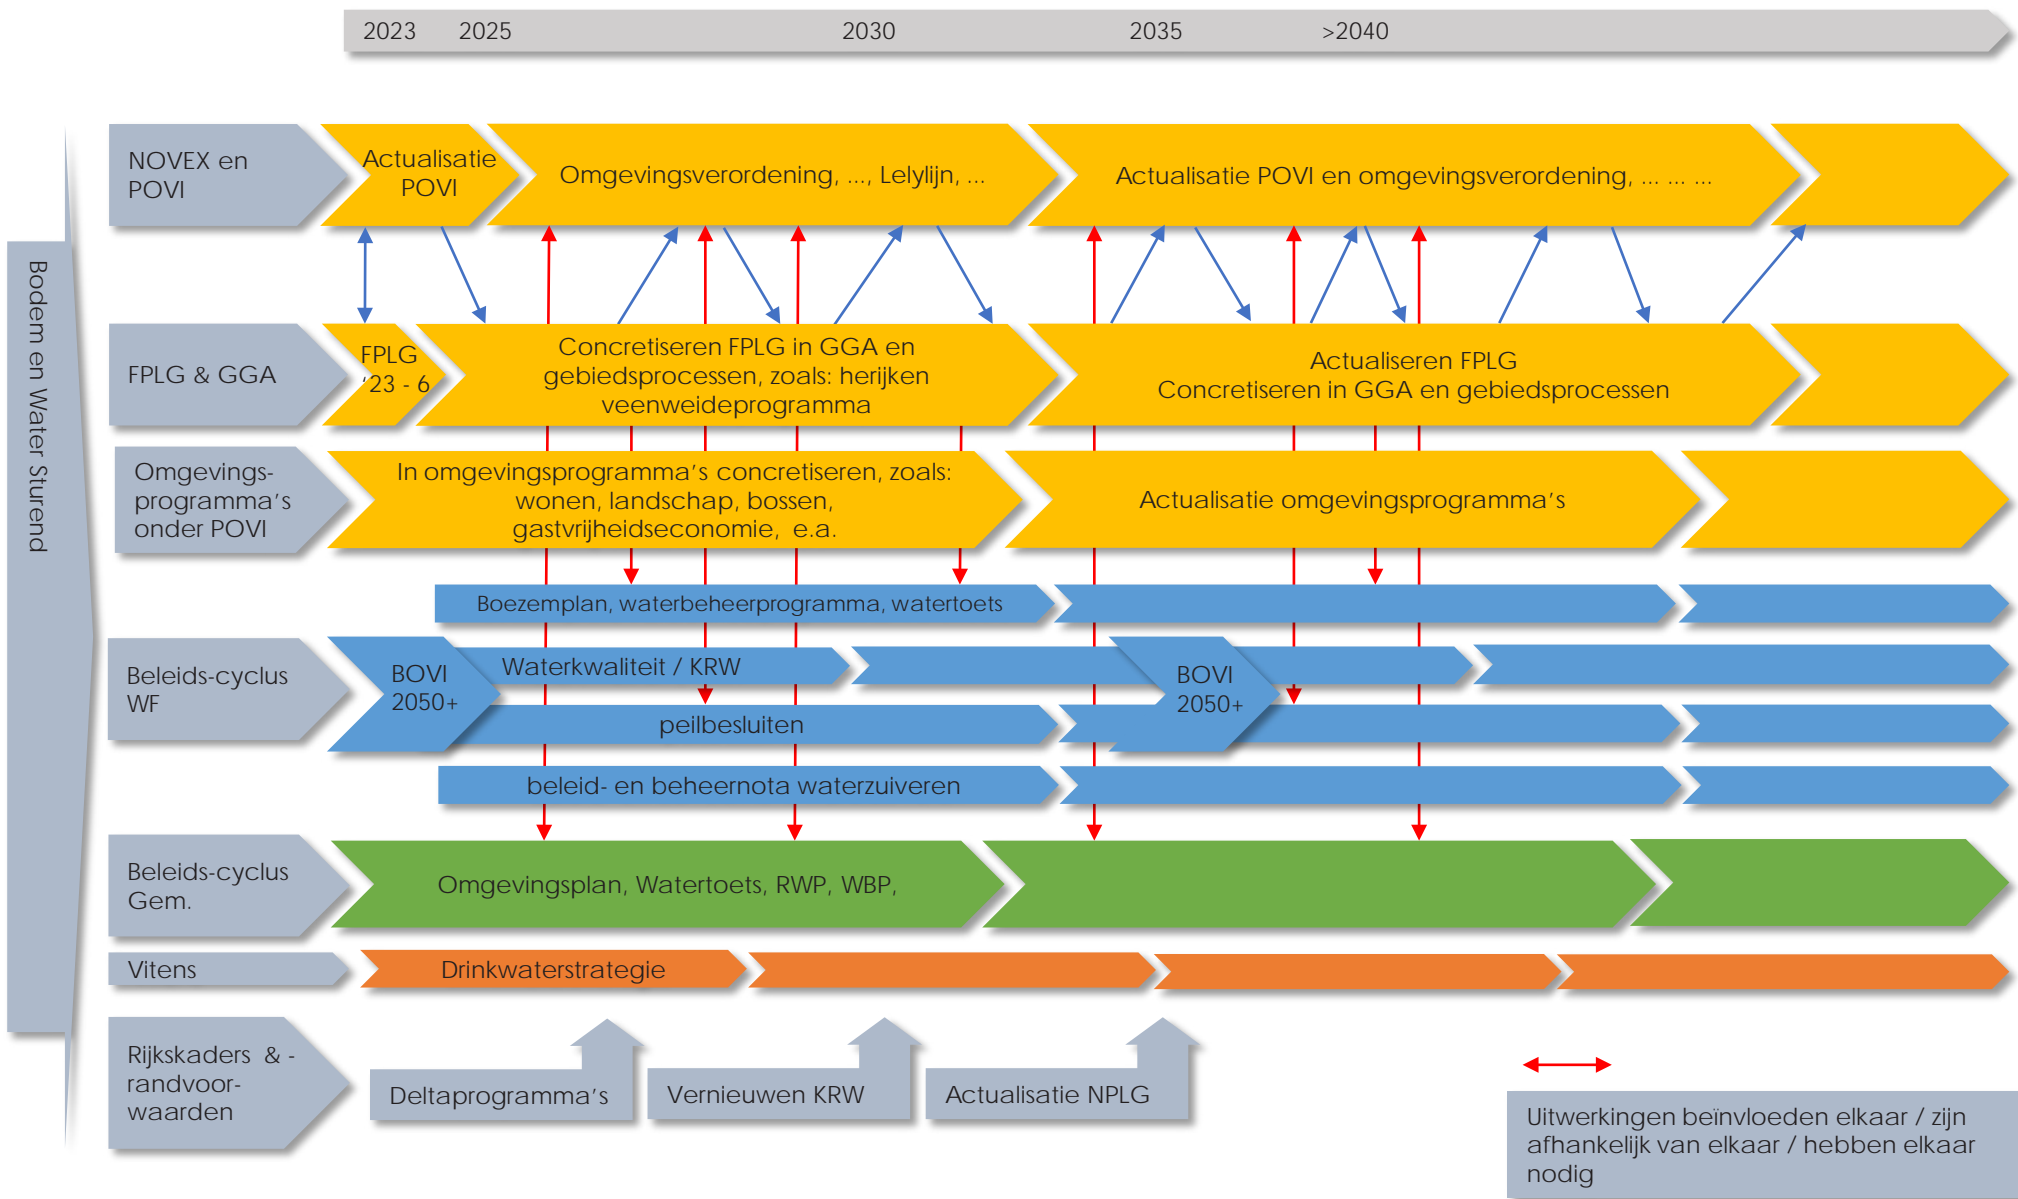 2023 2025 2030 2035 >2040
Bodem en Water Sturend
NOVEX en
POVI
Actualisatie
POVI
Omgevingsverordening, ..., Lelylijn, ...
Actualisatie POVI en omgevingsverordening, ... ... ...
FPLG & GGA
FPLG
‘23 - 6
Concretiseren FPLG in GGA en
gebiedsprocessen, zoals: herijken
veenweideprogramma
Actualiseren FPLG
Concretiseren in GGA en gebiedsprocessen
Omgevings-
programma’s
onder POVI
In omgevingsprogramma’s concretiseren, zoals:
wonen, landschap, bossen,
gastvrijheidseconomie, e.a.
Actualisatie omgevingsprogramma’s
Boezemplan, waterbeheerprogramma, watertoets
Beleids-cyclus
WF
BOVI
2050+
Waterkwaliteit / KRW
BOVI
2050+
peilbesluiten
beleid- en beheernota waterzuiveren
Beleids-cyclus
Gem.
Omgevingsplan, Watertoets, RWP, WBP,
Vitens
Drinkwaterstrategie
Rijkskaders & -
randvoor-
waarden
Deltaprogramma’s
Vernieuwen KRW
Actualisatie NPLG
Uitwerkingen beïnvloeden elkaar / zijn
afhankelijk van elkaar / hebben elkaar
nodig